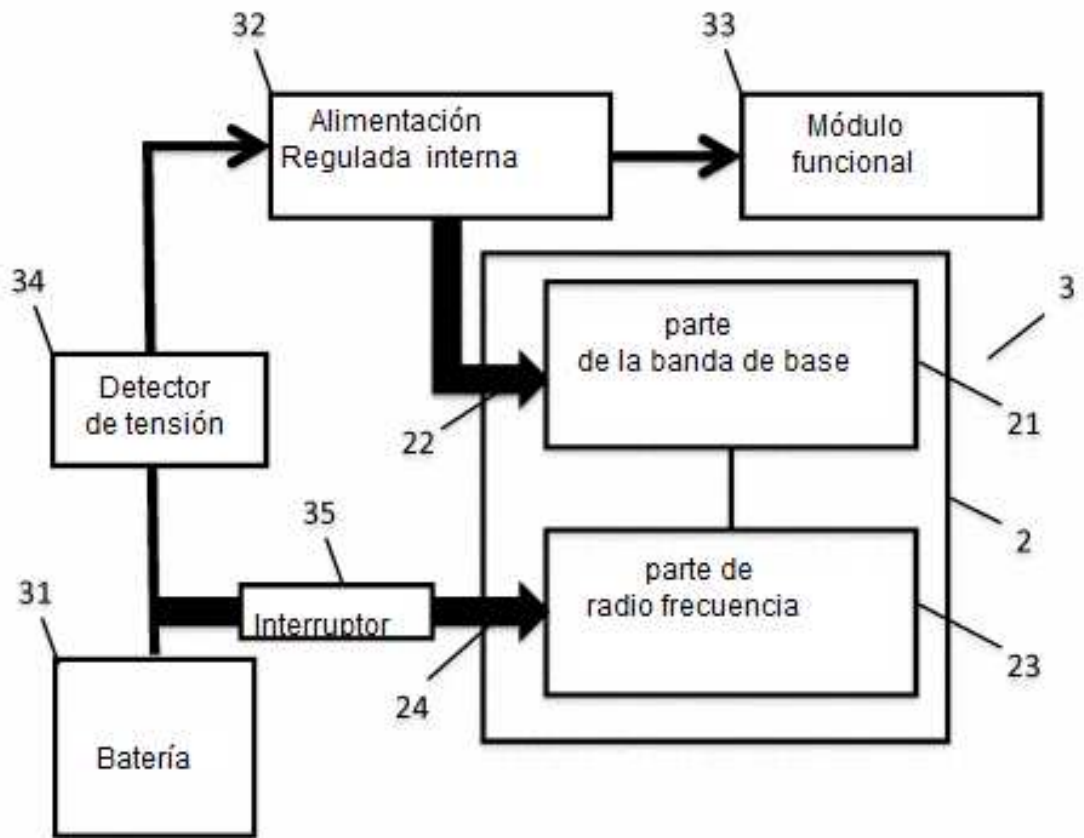 32
33
Alimentación
Regulada interna
Módulo
funcional
34
3
parte
de la banda de base
Detector
de tensión
22
21
35
2
parte de
radio frecuencia
31
Interruptor
24
23
Batería